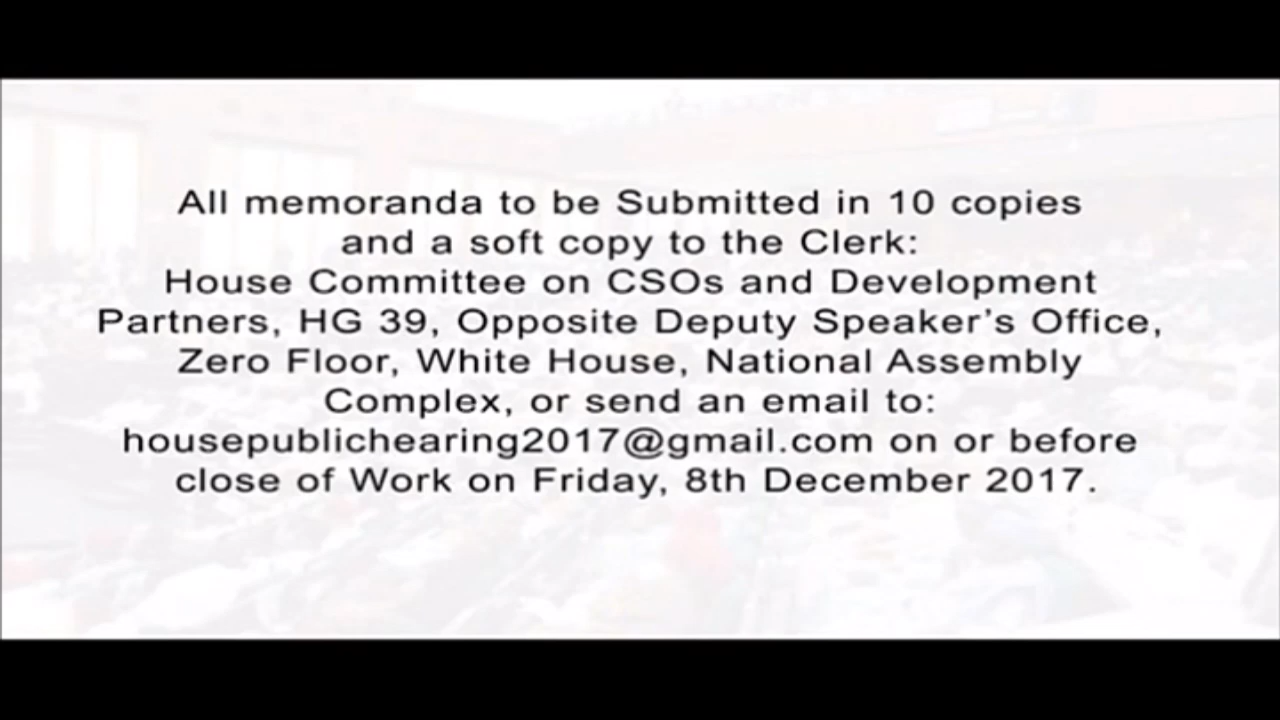 All memoranda to be Submitted in 10 copies
and a soft copy to the Clerk:
House Committee on CSOs and Development
Partners, HG 39, Opposite Deputy Speaker’s Office,
Zero Floor, White House, National Assembly
Complex, or send an email to:
housepublichearing2017@gmail.com on or before
close of Work on Friday, 8th December 2017.